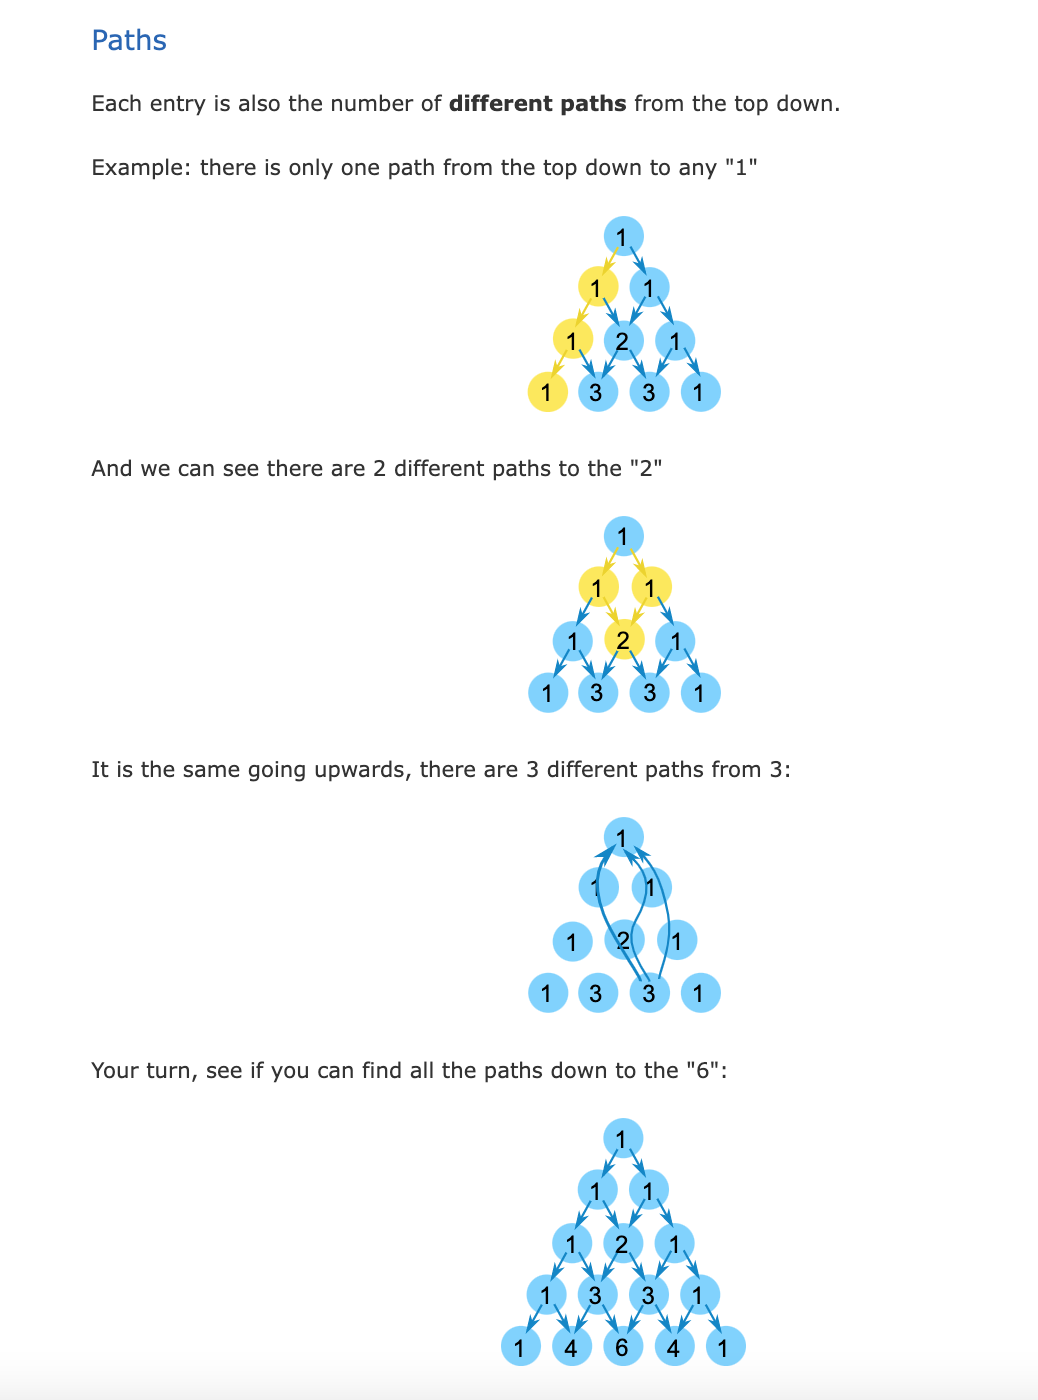 Paths
Each entry is also the number of different paths from the top down.
Example: there is only one path from the top down to any "1"
1
1 1
1 2 1
1 3 3 1
And we can see there are 2 different paths to the "2"
1
1 1
1 2 1
1 3 3 1
It is the same going upwards, there are 3 different paths from 3:
1
1 1
1 2 1
1 3 3 1
Your turn, see if you can find all the paths down to the "6":
1
1 1
1 2 1
1 3 3 1
1 4 6 4 1